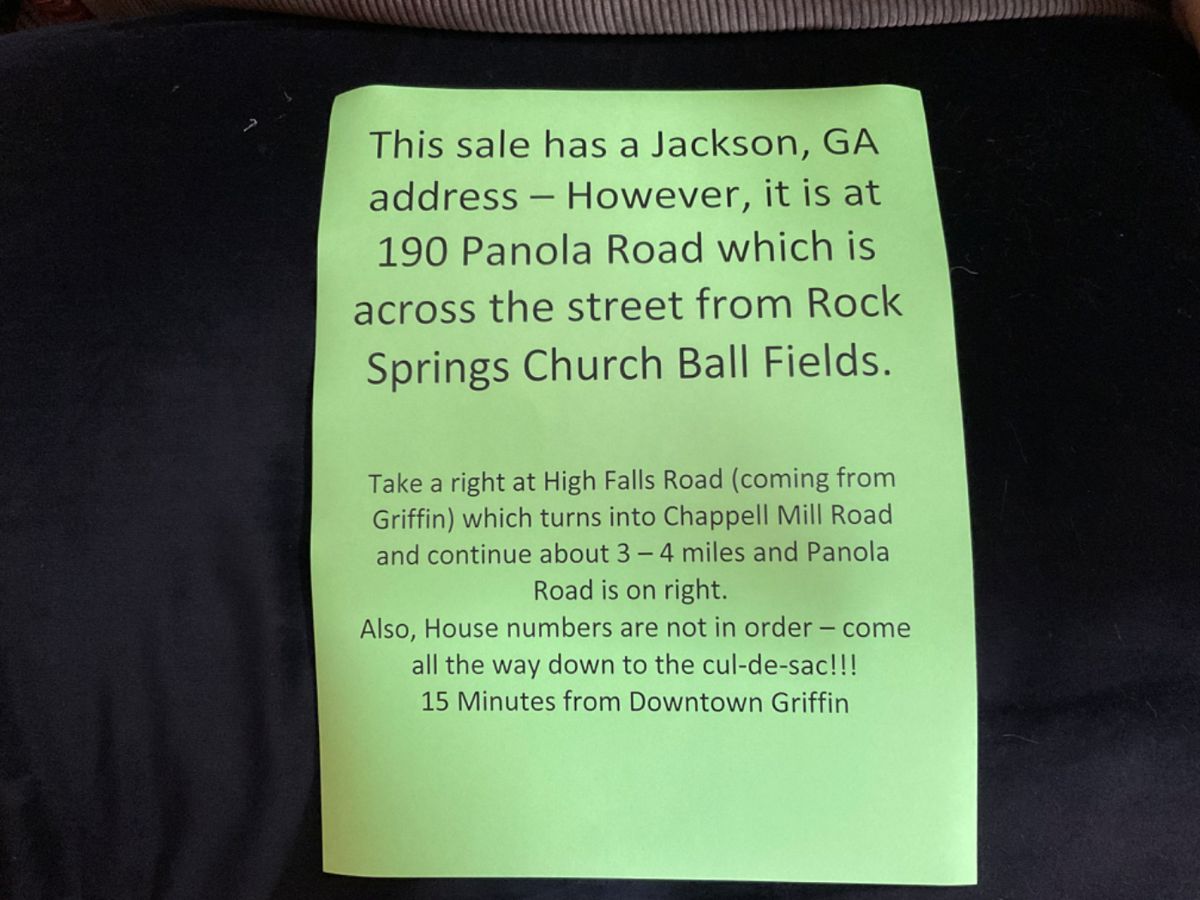 This sale has a Jackson, GA
address – However, it is at
190 Panola Road which is
across the street from Rock
Springs Church Ball Fields.
Take a right at High Falls Road (coming from
Griffin) which turns into Chappell Mill Road
and continue about 3 – 4 miles and Panola
Road is on right.
Also, House numbers are not in order – come
all the way down to the cul-de-sac!!!
15 Minutes from Downtown Griffin